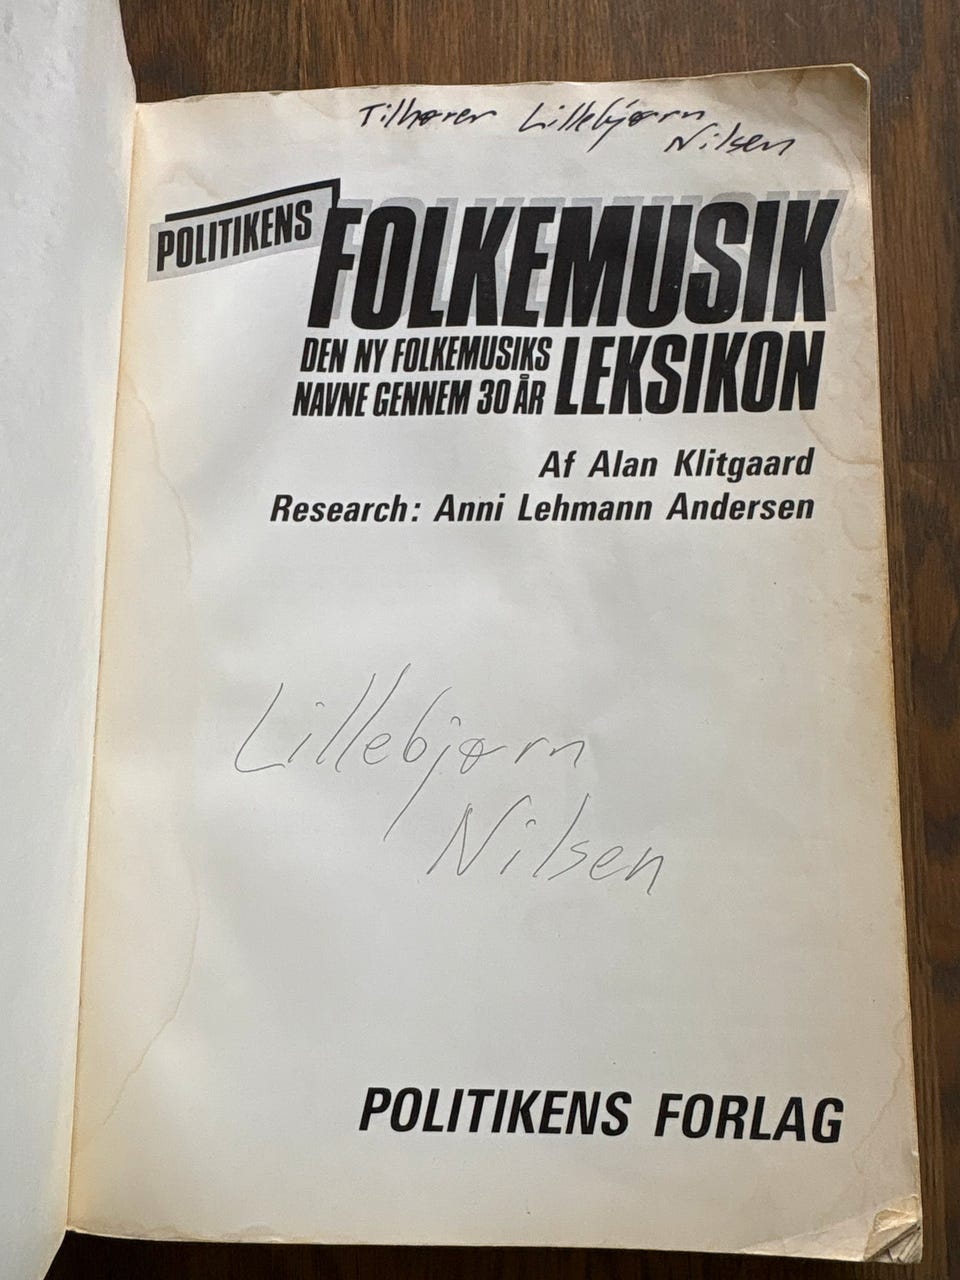 Tilhører Lillebjørn
Nilsen
POLITIKENS
FOLKEMUSIK
DEN NY FOLKEMUSIKS
NAVNE GENNEM 30 ÅR
LEKSIKON
Af Alan Klitgaard
Research: Anni Lehmann Andersen
Lillebjørn
Nilsen
POLITIKENS FORLAG